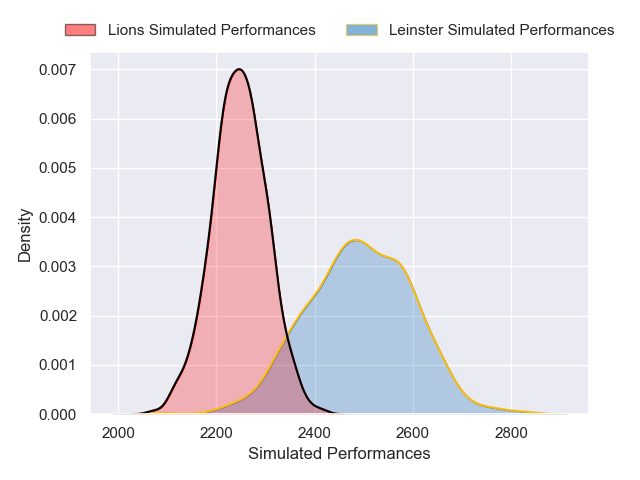 Lions Simulated Performances
Leinster Simulated Performances
0.007
0.006
0.005
0.004
0.003
0.002
0.001
0.000
Density
2000 2200 2400 2600 2800
Simulated Performances